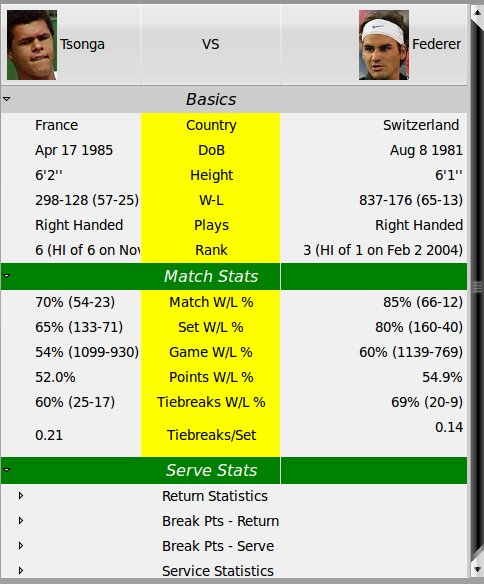 Tsonga VS Federer
Basics
France Country Switzerland
Apr 17 1985 DoB Aug 8 1981
6'2'' Height 6'1''
298-128 (57-25) W-L 837-176 (65-13)
Right Handed Plays Right Handed
6 (HI of 6 on Nov Rank 3 (HI of 1 on Feb 2 2004)
Match Stats
70% (54-23) Match W/L % 85% (66-12)
65% (133-71) Set W/L % 80% (160-40)
54% (1099-930) Game W/L % 60% (1139-769)
52.0% Points W/L % 54.9%
60% (25-17) Tiebreaks W/L % 69% (20-9)
0.21 Tiebreaks/Set 0.14
Serve Stats
Return Statistics
Break Pts - Return
Break Pts - Serve
Service Statistics